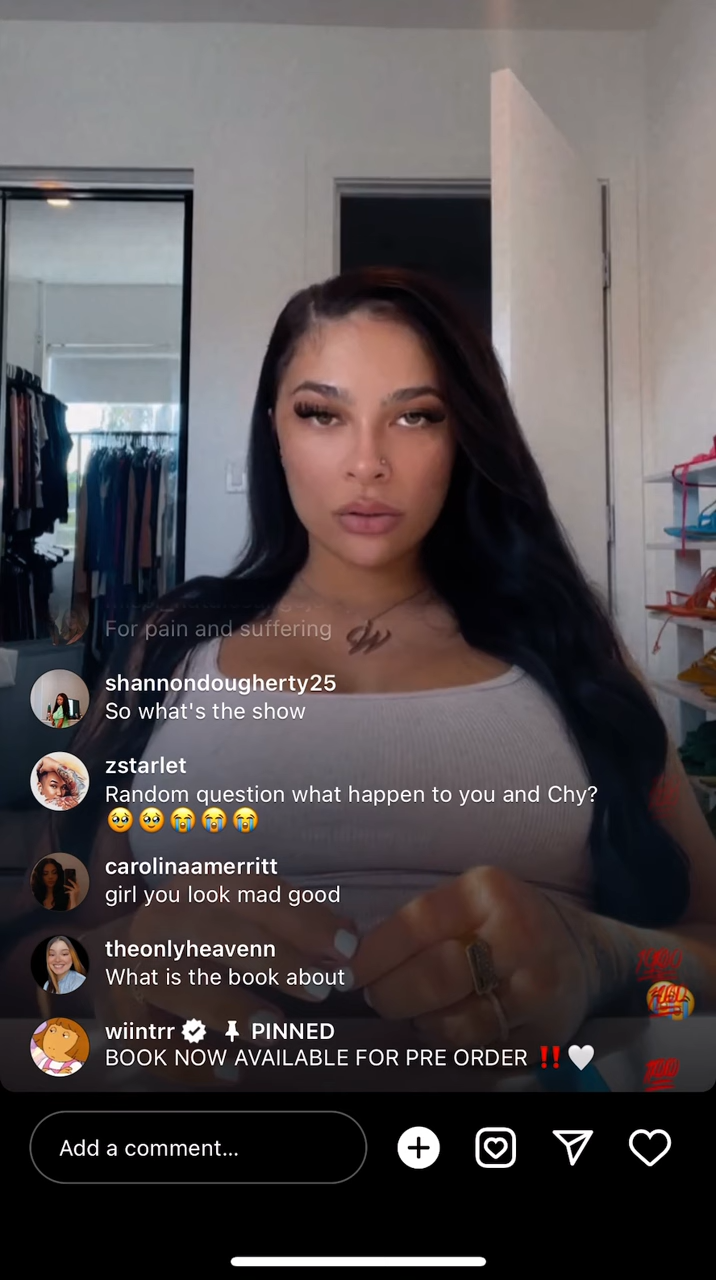 For pain and suffering
shannondougherty25
So what's the show
zstarlet
Random question what happen to you and Chy?
🥹🥹😭😭😭
carolinaamerritt
girl you look mad good
theonlyheavenn
What is the book about
wiintrr PINNED
BOOK NOW AVAILABLE FOR PRE ORDER ‼️🤍
Add a comment...